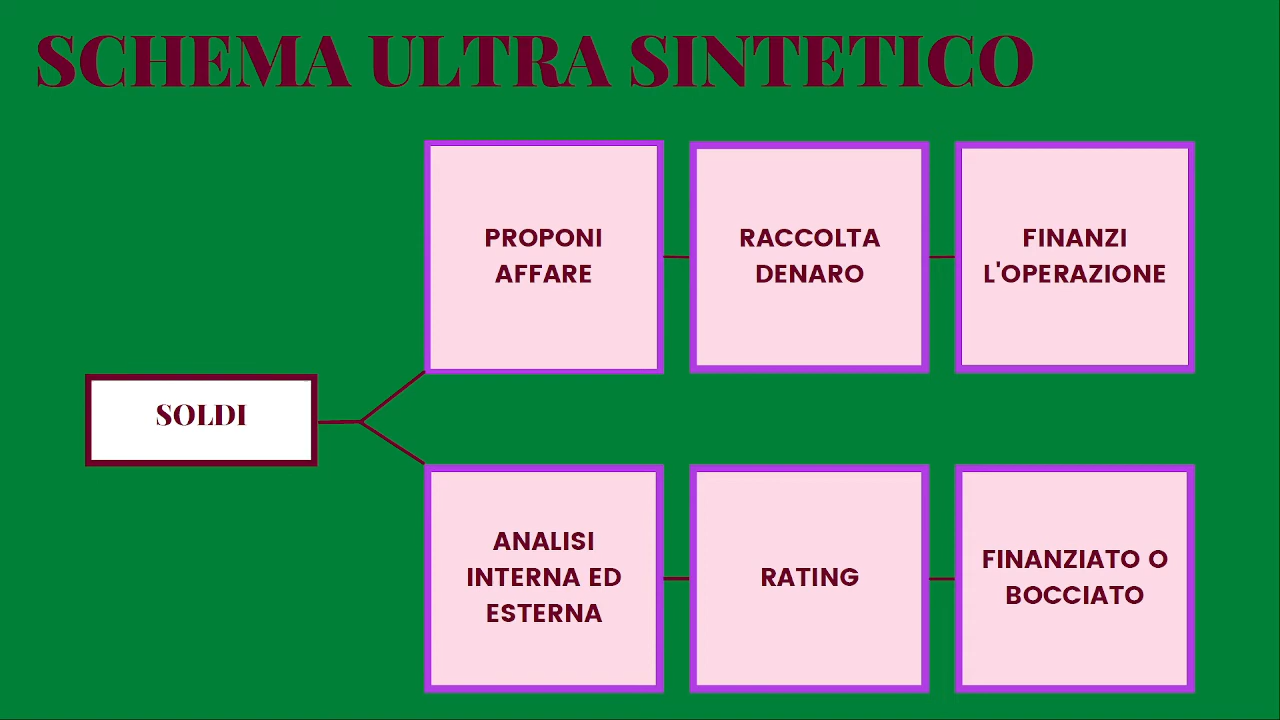 SCHEMA ULTRA SINTETICO
PROPONI
AFFARE
RACCOLTA
DENARO
FINANZI
L'OPERAZIONE
SOLDI
ANALISI
INTERNA ED
ESTERNA
RATING
FINANZIATO O
BOCCIATO